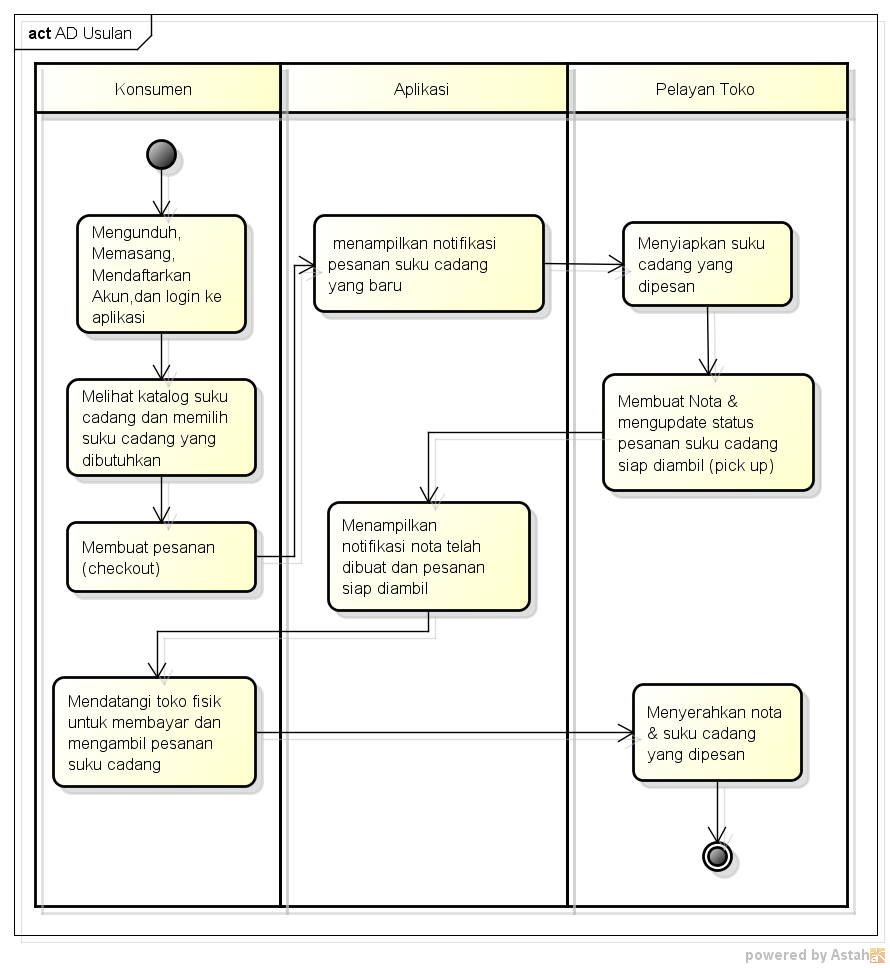 act AD Usulan
Konsumen
Aplikasi
Pelayan Toko
Mengunduh,
Memasang,
Mendaftarkan
Akun,dan login ke
aplikasi
menampilkan notifikasi
pesanan suku cadang
yang baru
Menyiapkan suku
cadang yang
dipesan
Melihat katalog suku
cadang dan memilih
suku cadang yang
dibutuhkan
Membuat Nota &
mengupdate status
pesanan suku cadang
siap diambil (pick up)
Membuat pesanan
(checkout)
Menampilkan
notifikasi nota telah
dibuat dan pesanan
siap diambil
Mendatangi toko fisik
untuk membayar dan
mengambil pesanan
suku cadang
Menyerahkan nota
& suku cadang
yang dipesan
powered by Astah